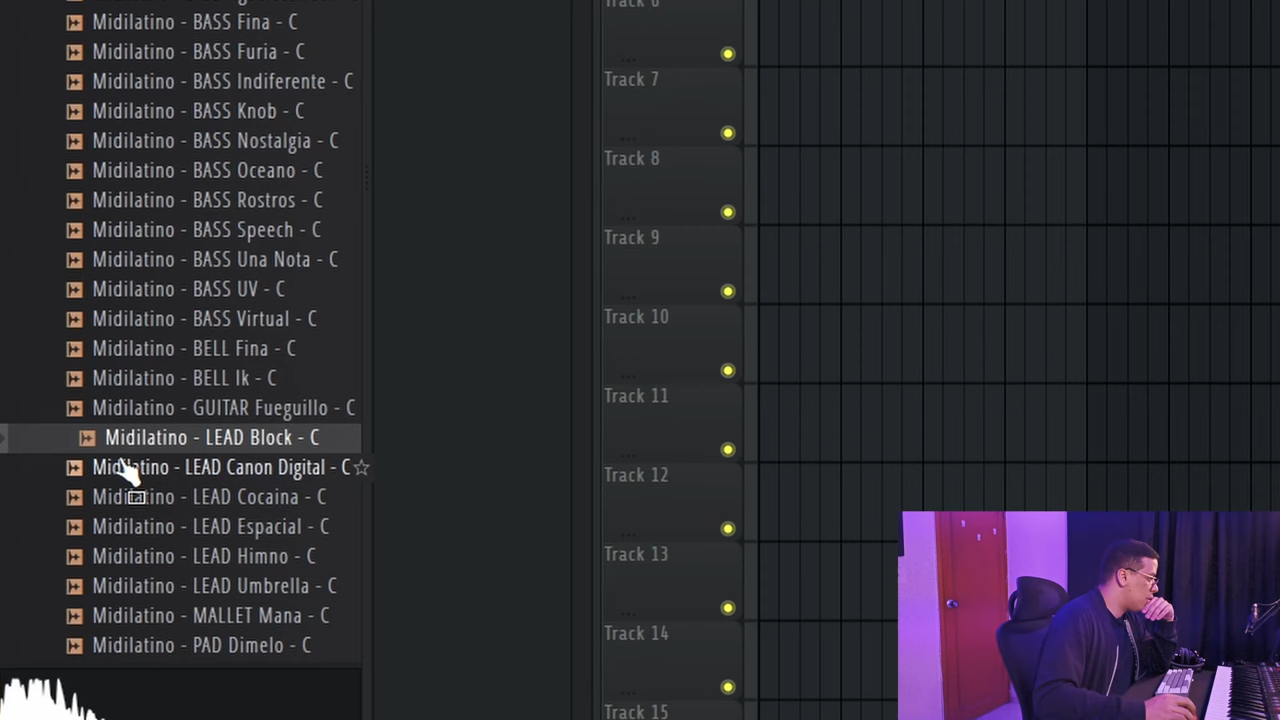 Midilatino - BASS Fina - C
Midilatino - BASS Furia - C
Midilatino - BASS Indiferente - C
Midilatino - BASS Knob - C
Midilatino - BASS Nostalgia - C
Midilatino - BASS Oceano - C
Midilatino - BASS Rostros - C
Midilatino - BASS Speech - C
Midilatino - BASS Una Nota - C
Midilatino - BASS UV - C
Midilatino - BASS Virtual - C
Midilatino - BELL Fina - C
Midilatino - BELL Ik - C
Midilatino - GUITAR Fueguillo - C
Midilatino - LEAD Block - C
Midilatino - LEAD Canon Digital - C
Midilatino - LEAD Cocaina - C
Midilatino - LEAD Espacial - C
Midilatino - LEAD Himno - C
Midilatino - LEAD Umbrella - C
Midilatino - MALLET Mana - C
Midilatino - PAD Dimelo - C
Track 6
Track 7
Track 8
Track 9
Track 10
Track 11
Track 12
Track 13
Track 14
Track 15